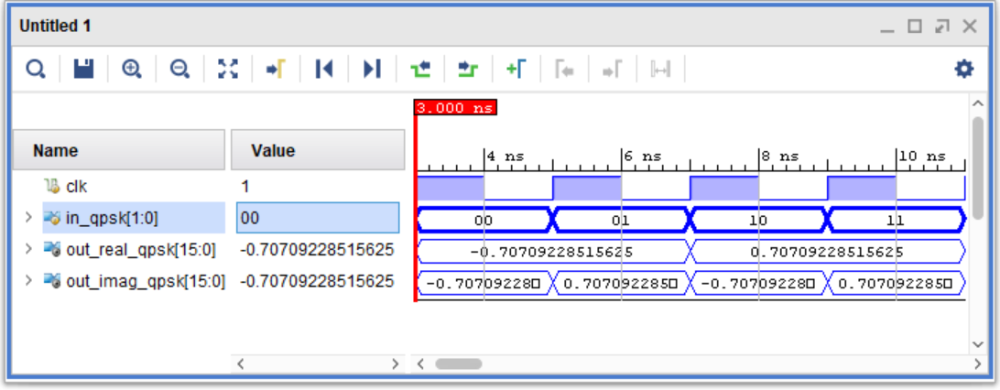 Untitled 1
3.000 ns
Name Value
4 ns 6 ns 8 ns 10 ns
clk 1
in_qpsk[1:0] 00 00 01 10 11
out_real_qpsk[15:0] -0.70709228515625 -0.70709228515625 0.70709228515625
out_imag_qpsk[15:0] -0.70709228515625 -0.70709228□ 0.7070922850□ -0.70709228□ 0.7070922850□